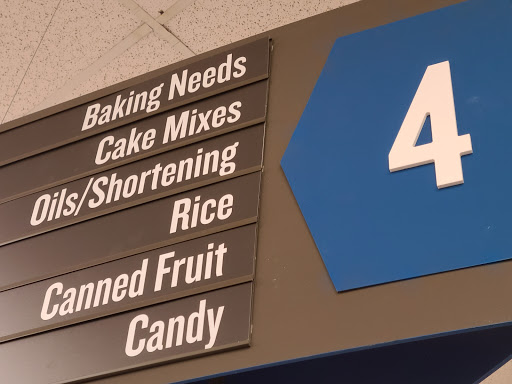 Baking Needs
Cake Mixes
Oils/Shortening
Rice
Canned Fruit
Candy
4